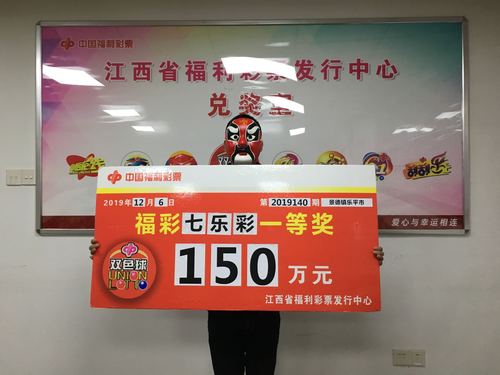 中国福利彩票
江西省福利彩票发行中心
兑奖室
爱心与幸运相连
中国福利彩票
2019年12月6日 第2019140期 景德镇乐平市
福彩七乐彩一等奖
双色球
UNION
LOTTO
150万元
江西省福利彩票发行中心